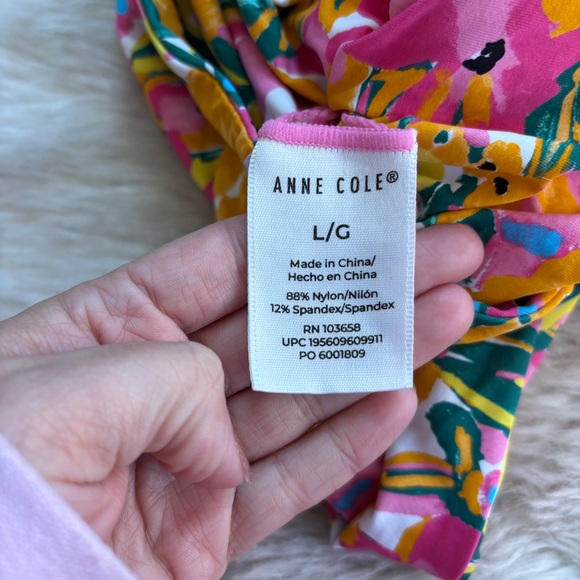 ANNE COLE®
L/G
Made in China/
Hecho en China
88% Nylon/Nilón
12% Spandex/Spandex
RN 103658
UPC 195609609911
PO 6001809